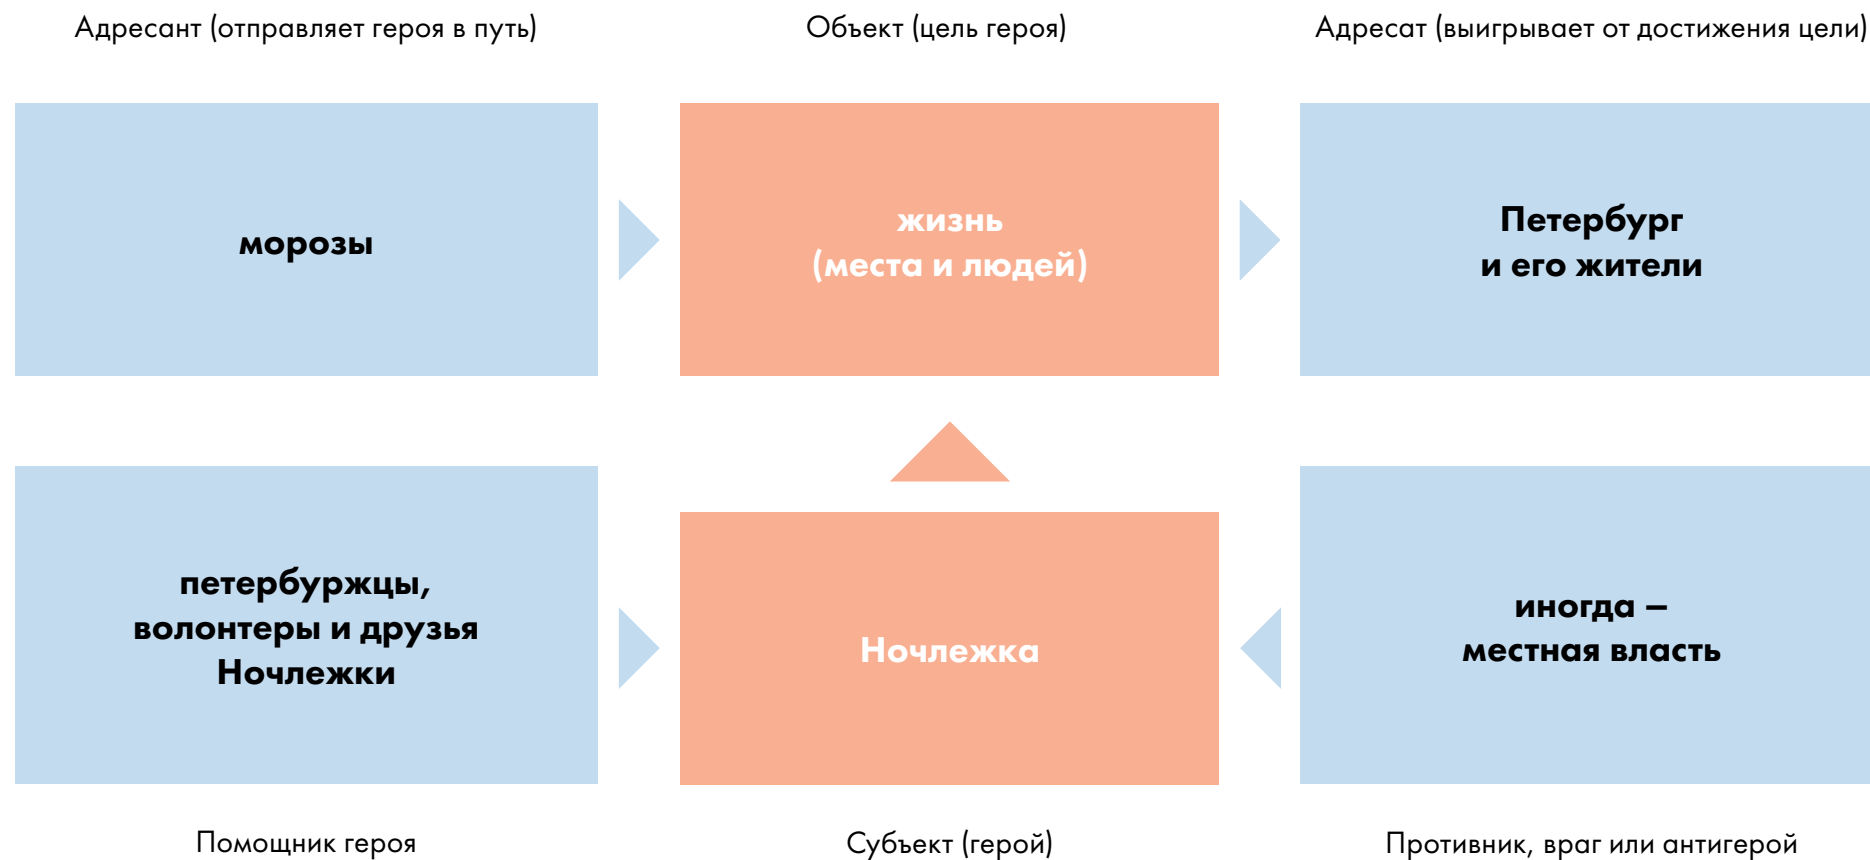 Адресант (отправляет героя в путь)
Объект (цель героя)
Адресат (выигрывает от достижения цели)
морозы
жизнь
(места и людей)
Петербург
и его жители
петербуржцы,
волонтеры и друзья
Ночлежки
Ночлежка
иногда –
местная власть
Помощник героя
Субъект (герой)
Противник, враг или антигерой